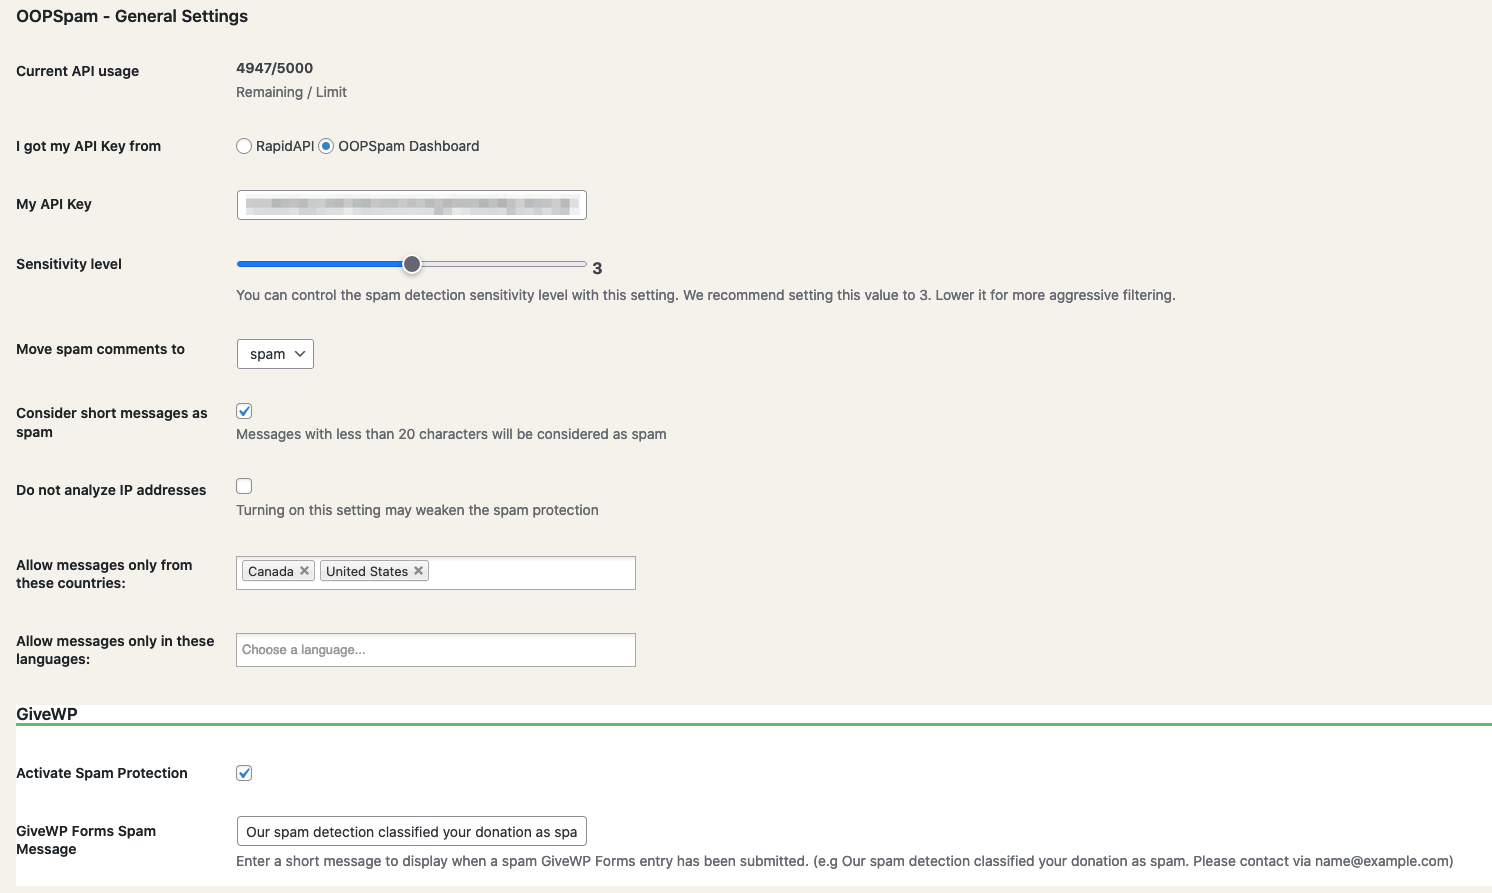 OOPSpam - General Settings
Current API usage
4947/5000
Remaining / Limit
I got my API Key from
RapidAPI OOPSpam Dashboard
My API Key
Sensitivity level
3
You can control the spam detection sensitivity level with this setting. We recommend setting this value to 3. Lower it for more aggressive filtering.
Move spam comments to
spam
Consider short messages as
spam
Messages with less than 20 characters will be considered as spam
Do not analyze IP addresses
Turning on this setting may weaken the spam protection
Allow messages only from
these countries:
Canada × United States ×
Allow messages only in these
languages:
Choose a language...
GiveWP
Activate Spam Protection
GiveWP Forms Spam
Message
Our spam detection classified your donation as spa
Enter a short message to display when a spam GiveWP Forms entry has been submitted. (e.g Our spam detection classified your donation as spam. Please contact via name@example.com)